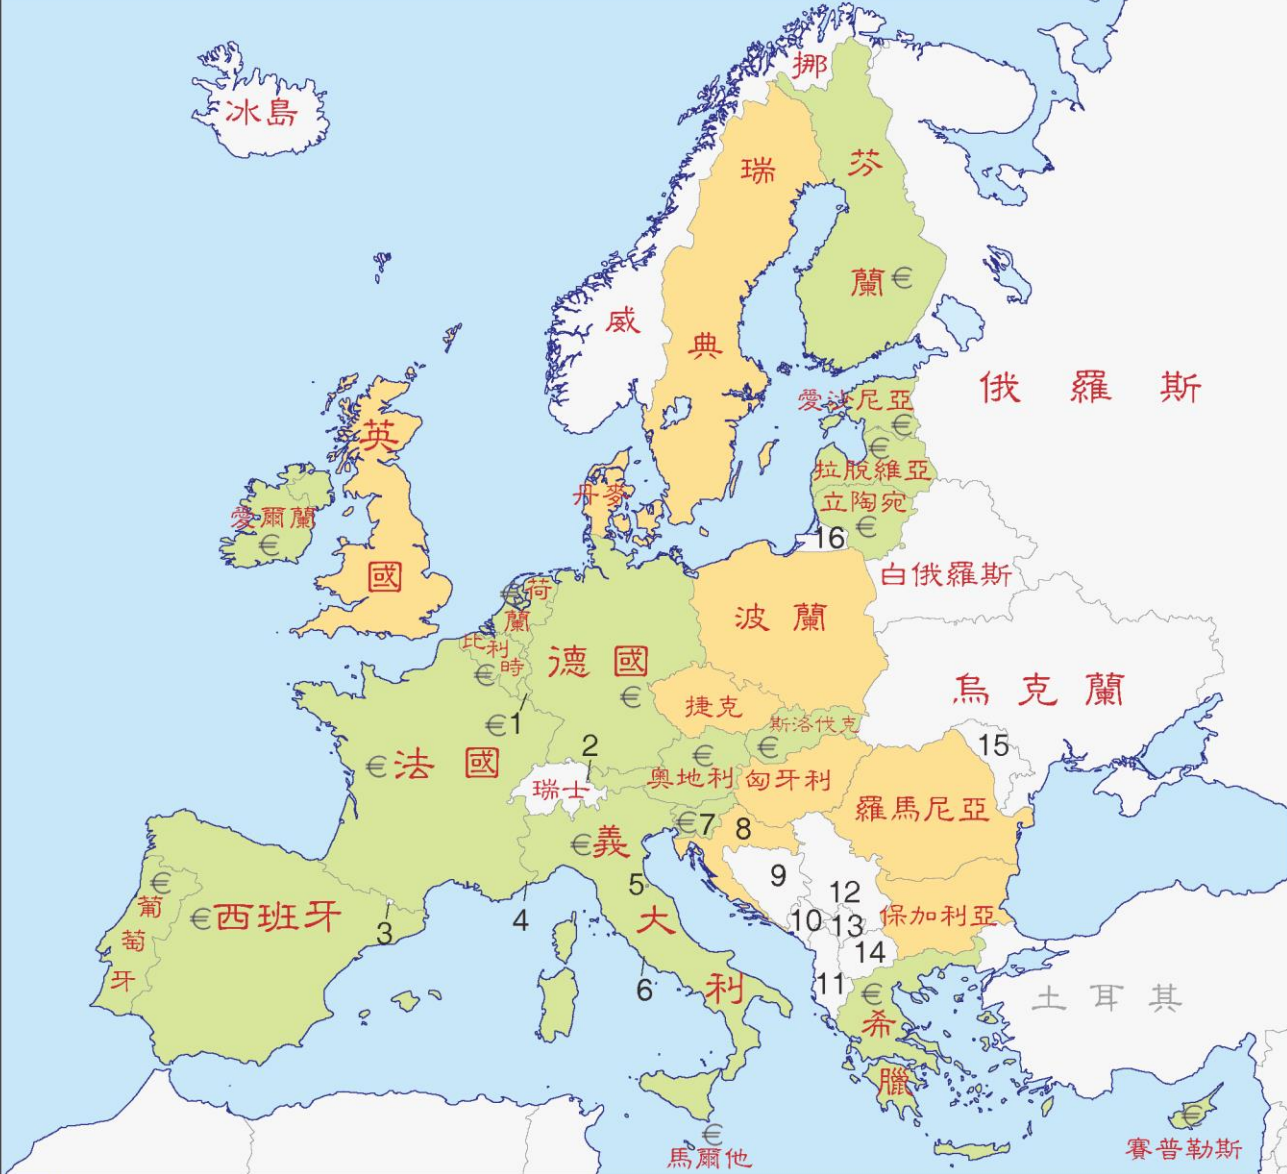 冰島
挪
威
瑞
典
芬
蘭€
俄羅斯
愛沙尼亞
€
€
拉脫維亞
立陶宛
€
16
白俄羅斯
英
國
愛爾蘭
€
丹麥
€荷
蘭
比利
時
€
德國
€
波蘭
烏克蘭
捷克
斯洛伐克
€
€1
€法國
2
瑞士
€
奧地利
匈牙利
15
羅馬尼亞
€義
大
利
€7
8
9
10
11
12
13
14
保加利亞
5
6
4
3
€
葡
萄
牙
€西班牙
€
希
臘
土耳其
€
馬爾他
€
賽普勒斯